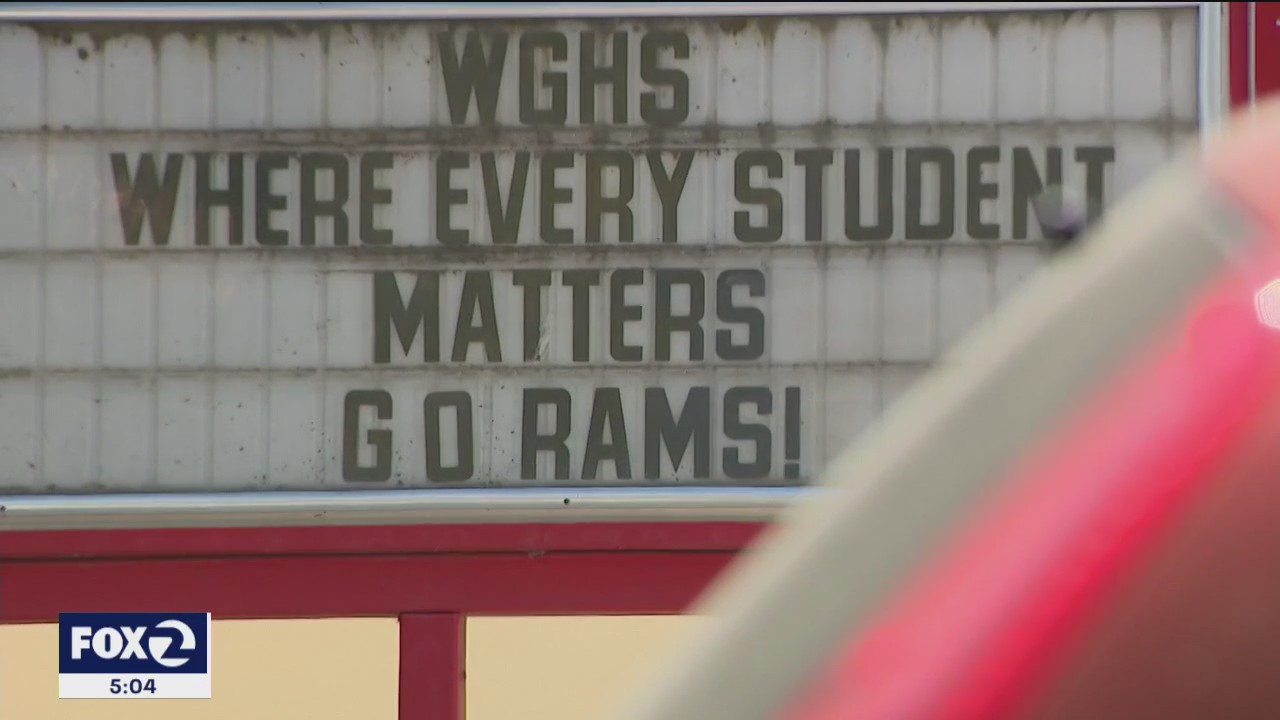 WGHS
WHERE EVERY STUDENT
MATTERS
GO RAMS!
FOX 2
5:04